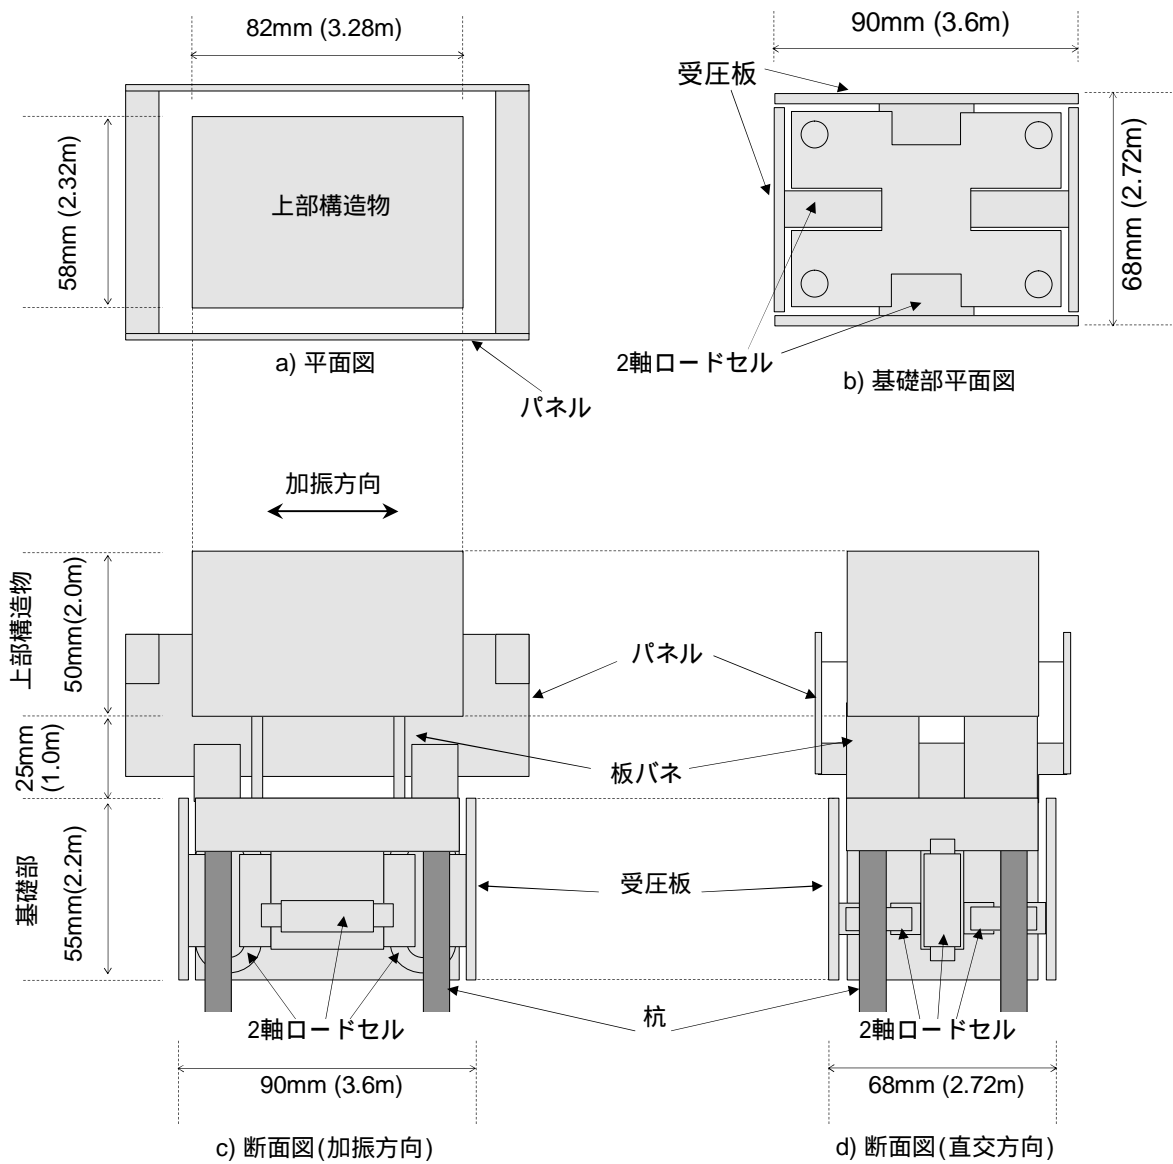 82mm (3.28m)
58mm (2.32m)
上部構造物
a) 平面図
パネル
90mm (3.6m)
受圧板
68mm (2.72m)
2軸ロードセル
b) 基礎部平面図
加振方向
上部構造物
50mm(2.0m)
25mm
(1.0m)
基礎部
55mm(2.2m)
パネル
板バネ
受圧板
杭
2軸ロードセル
2軸ロードセル
90mm (3.6m)
68mm (2.72m)
c) 断面図(加振方向)
d) 断面図(直交方向)